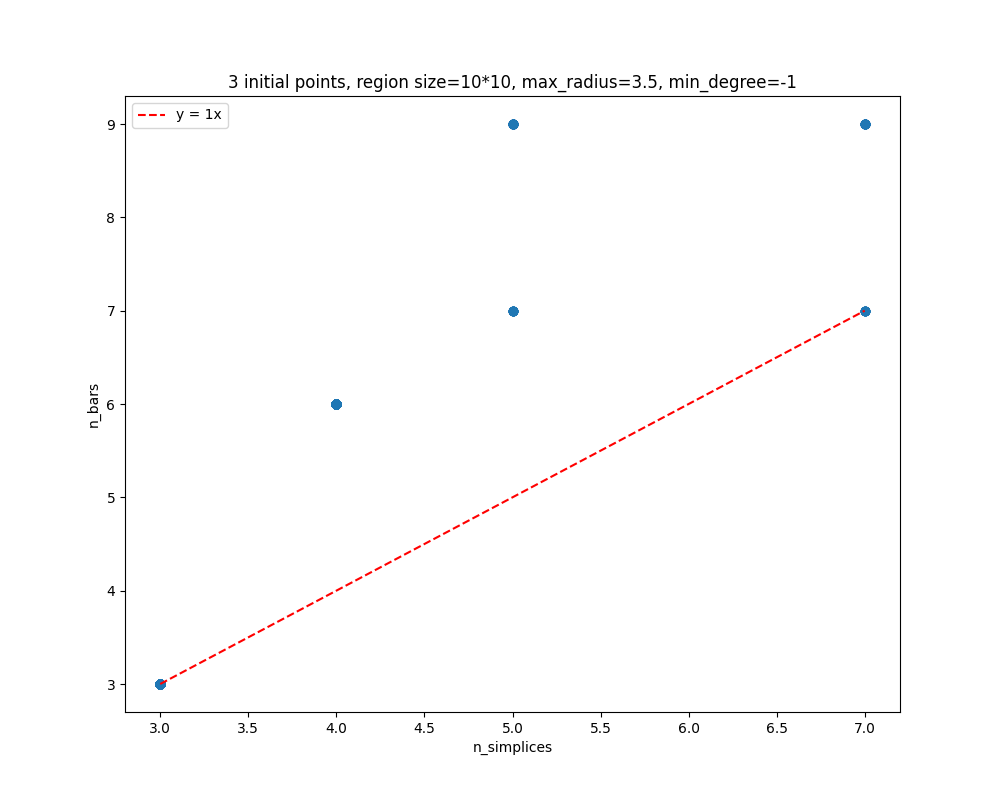 3 initial points, region size=10*10, max_radius=3.5, min_degree=-1
y = 1x
9
8
7
6
5
4
3
n_bars
3.0 3.5 4.0 4.5 5.0 5.5 6.0 6.5 7.0
n_simplices